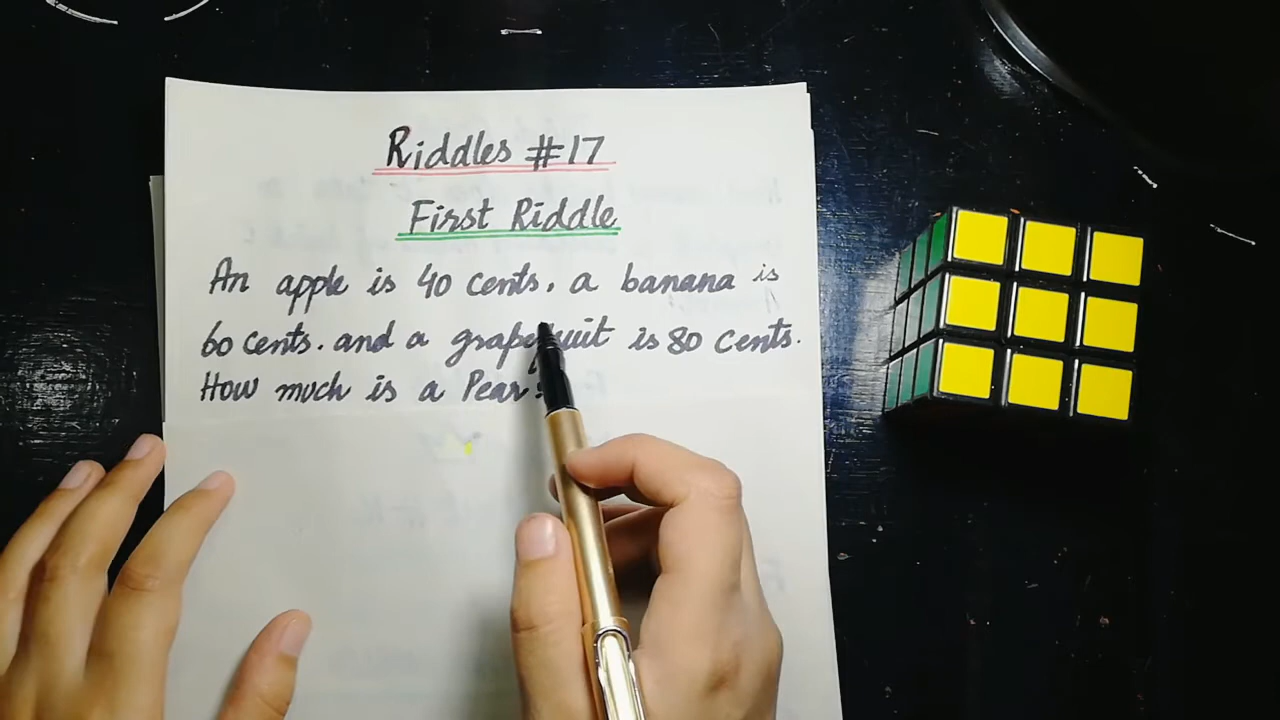 Riddles #17
First Riddle
An apple is 40 cents, a banana is
60 cents. and a grapefruit is 80 cents.
How much is a Pear?